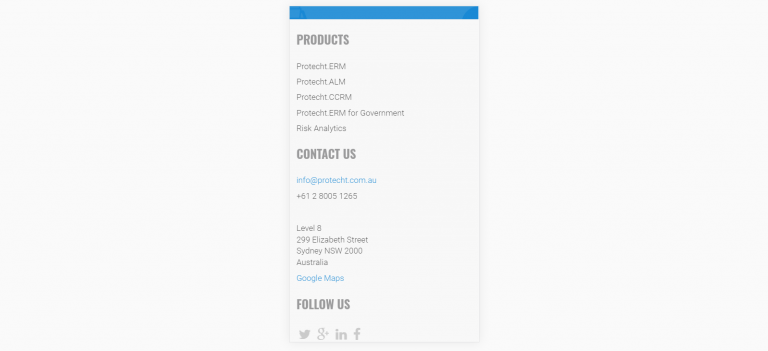 PRODUCTS
Protecht.ERM
Protecht.ALM
Protecht.CCRM
Protecht.ERM for Government
Risk Analytics
CONTACT US
info@protecht.com.au
+61 2 8005 1265
Level 8
299 Elizabeth Street
Sydney NSW 2000
Australia
Google Maps
FOLLOW US